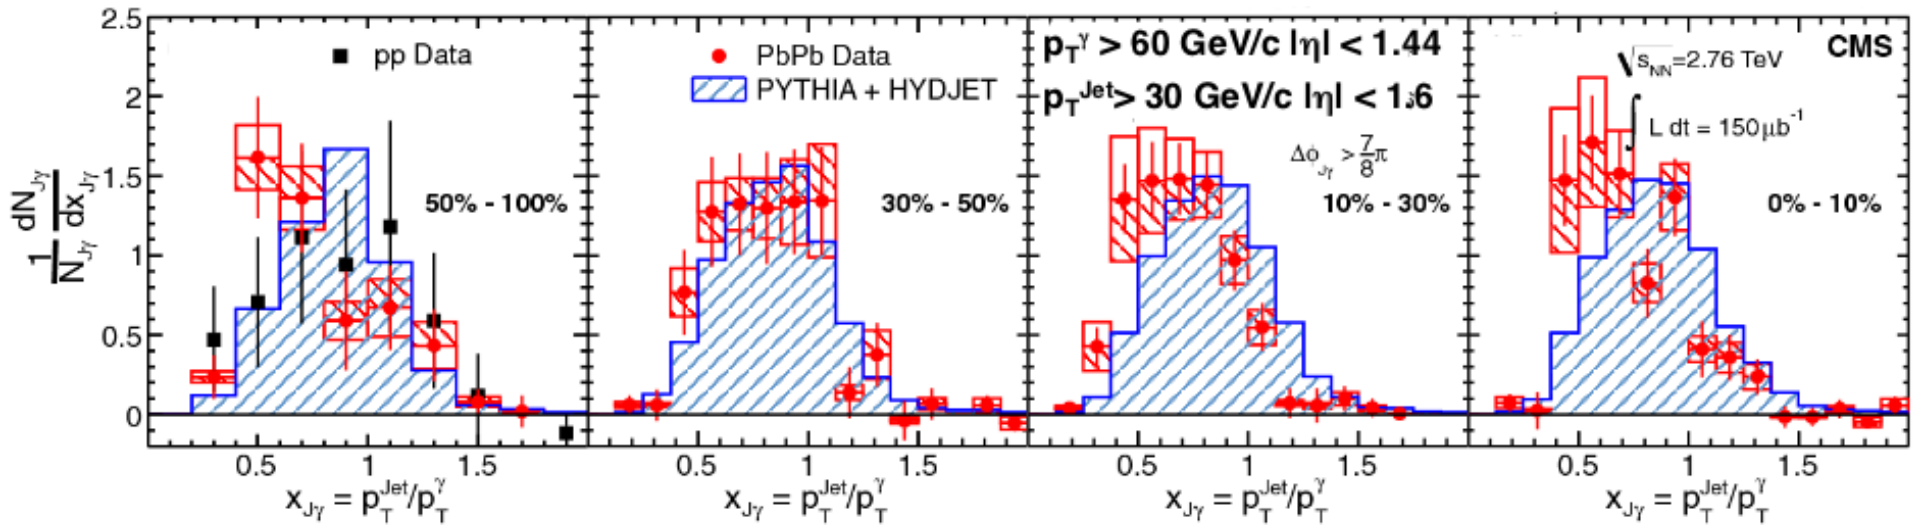 2.5
2
1.5
1
0.5
0
1/N_Jγ dN_Jγ/dx_Jγ
pp Data
50% - 100%
PbPb Data
PYTHIA + HYDJET
30% - 50%
p_T^γ > 60 GeV/c |η| < 1.44
p_T^Jet > 30 GeV/c |η| < 1.6
Δϕ_Jγ > 7/8 π
10% - 30%
CMS
√s_NN=2.76 TeV
∫ L dt = 150 μb⁻¹
0% - 10%
0.5 1 1.5
0.5 1 1.5
0.5 1 1.5
0.5 1 1.5
x_Jγ = p_T^Jet/p_T^γ
x_Jγ = p_T^Jet/p_T^γ
x_Jγ = p_T^Jet/p_T^γ
x_Jγ = p_T^Jet/p_T^γ